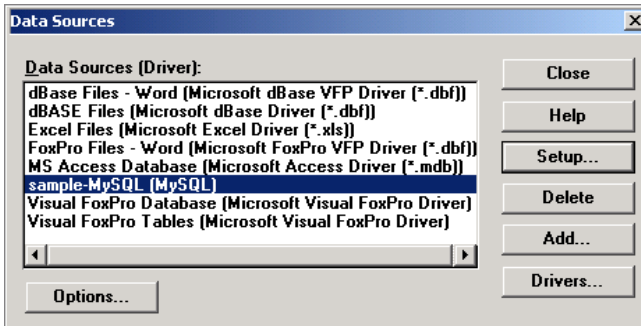 Data Sources
Data Sources (Driver):
dBase Files - Word (Microsoft dBase VFP Driver (*.dbf))
dBASE Files (Microsoft dBase Driver (*.dbf))
Excel Files (Microsoft Excel Driver (*.xls))
FoxPro Files - Word (Microsoft FoxPro VFP Driver (*.dbf))
MS Access Database (Microsoft Access Driver (*.mdb))
sample-MySQL (MySQL)
Visual FoxPro Database (Microsoft Visual FoxPro Driver)
Visual FoxPro Tables (Microsoft Visual FoxPro Driver)
Options...
Close
Help
Setup...
Delete
Add...
Drivers...